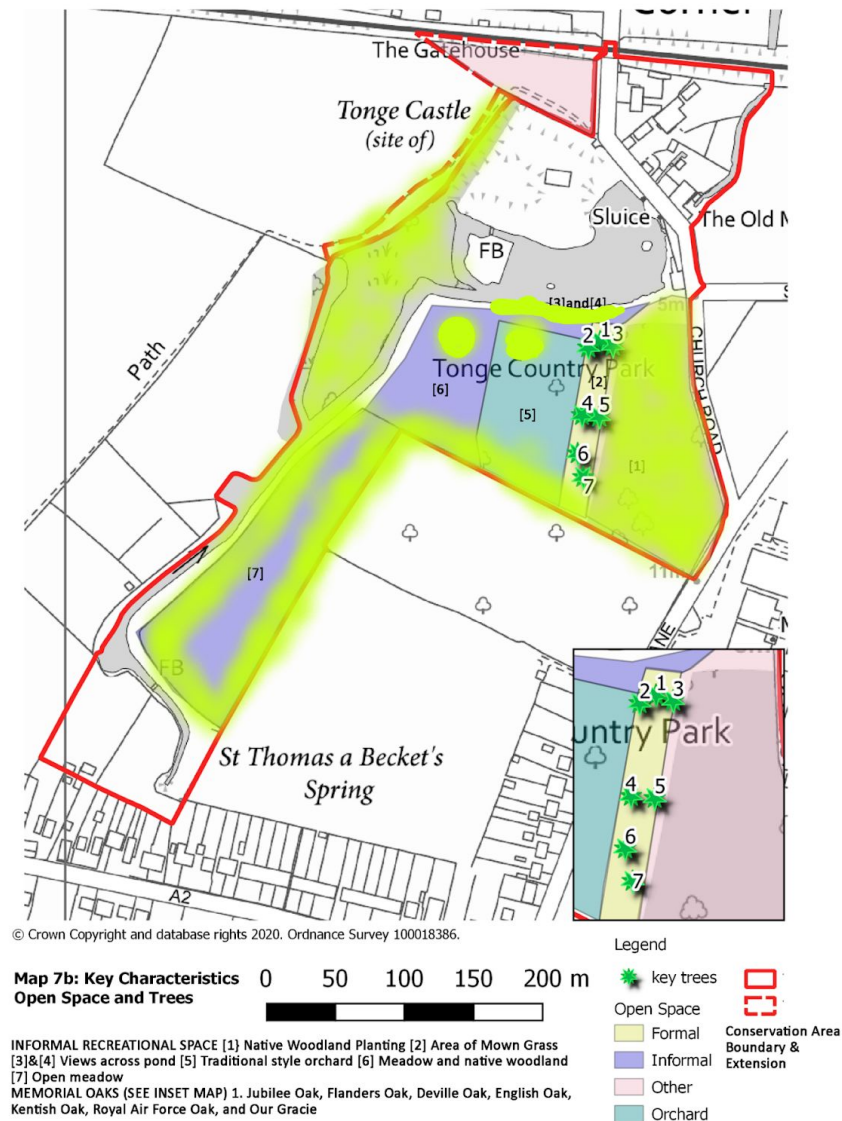 The Gatehouse
Tonge Castle
(site of)
Sluice
The Old M
FB
[3]and[4]
5m
1
2
3
Tonge Country Park
[2]
[6]
4
5
[5]
CHURCH ROAD
Path
6
[1]
7
[7]
11m
ANE
FB
1
2
3
untry Park
4
5
6
7
St Thomas a Becket's
Spring
A2
© Crown Copyright and database rights 2020. Ordnance Survey 100018386.
Legend
Map 7b: Key Characteristics
Open Space and Trees
0 50 100 150 200 m
key trees
Open Space
Formal
Informal
Other
Orchard
Conservation Area
Boundary &
Extension
INFORMAL RECREATIONAL SPACE [1} Native Woodland Planting [2] Area of Mown Grass
[3]&[4] Views across pond [5] Traditional style orchard [6] Meadow and native woodland
[7] Open meadow
MEMORIAL OAKS (SEE INSET MAP) 1. Jubilee Oak, Flanders Oak, Deville Oak, English Oak,
Kentish Oak, Royal Air Force Oak, and Our Gracie